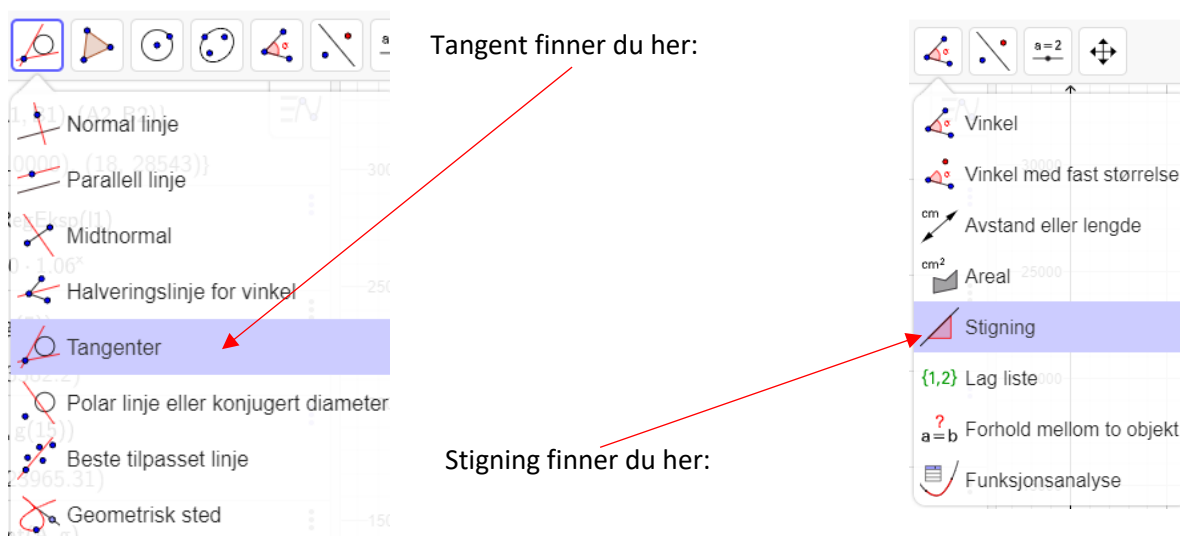 Tangent finner du her:
a=2
Normal linje
Parallell linje
Midtnormal
Halveringslinje for vinkel
Tangenter
Polar linje eller konjugert diameter
Beste tilpasset linje
Geometrisk sted
Vinkel
Vinkel med fast størrelse
cm
Avstand eller lengde
cm²
Areal
Stigning
{1,2} Lag liste
?
a=b Forhold mellom to objekt
Funksjonsanalyse
Stigning finner du her:
30000
25000